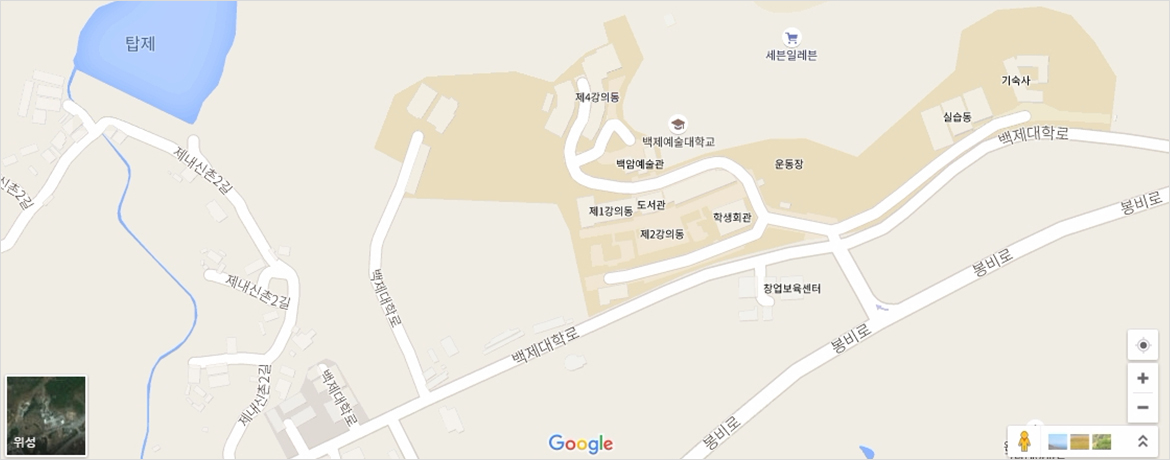 탑제
세븐일레븐
기숙사
제4강의동
실습동
백제예술대학교
백제대학로
제내신촌2길
백암예술관
운동장
신촌2길
도서관
제1강의동
봉비로
학생회관
제2강의동
봉비로
제내신촌2길
창업보육센터
백제대학로
봉비로
백제대학로
제내신촌2길
백제대학로
봉비로
위성
Google